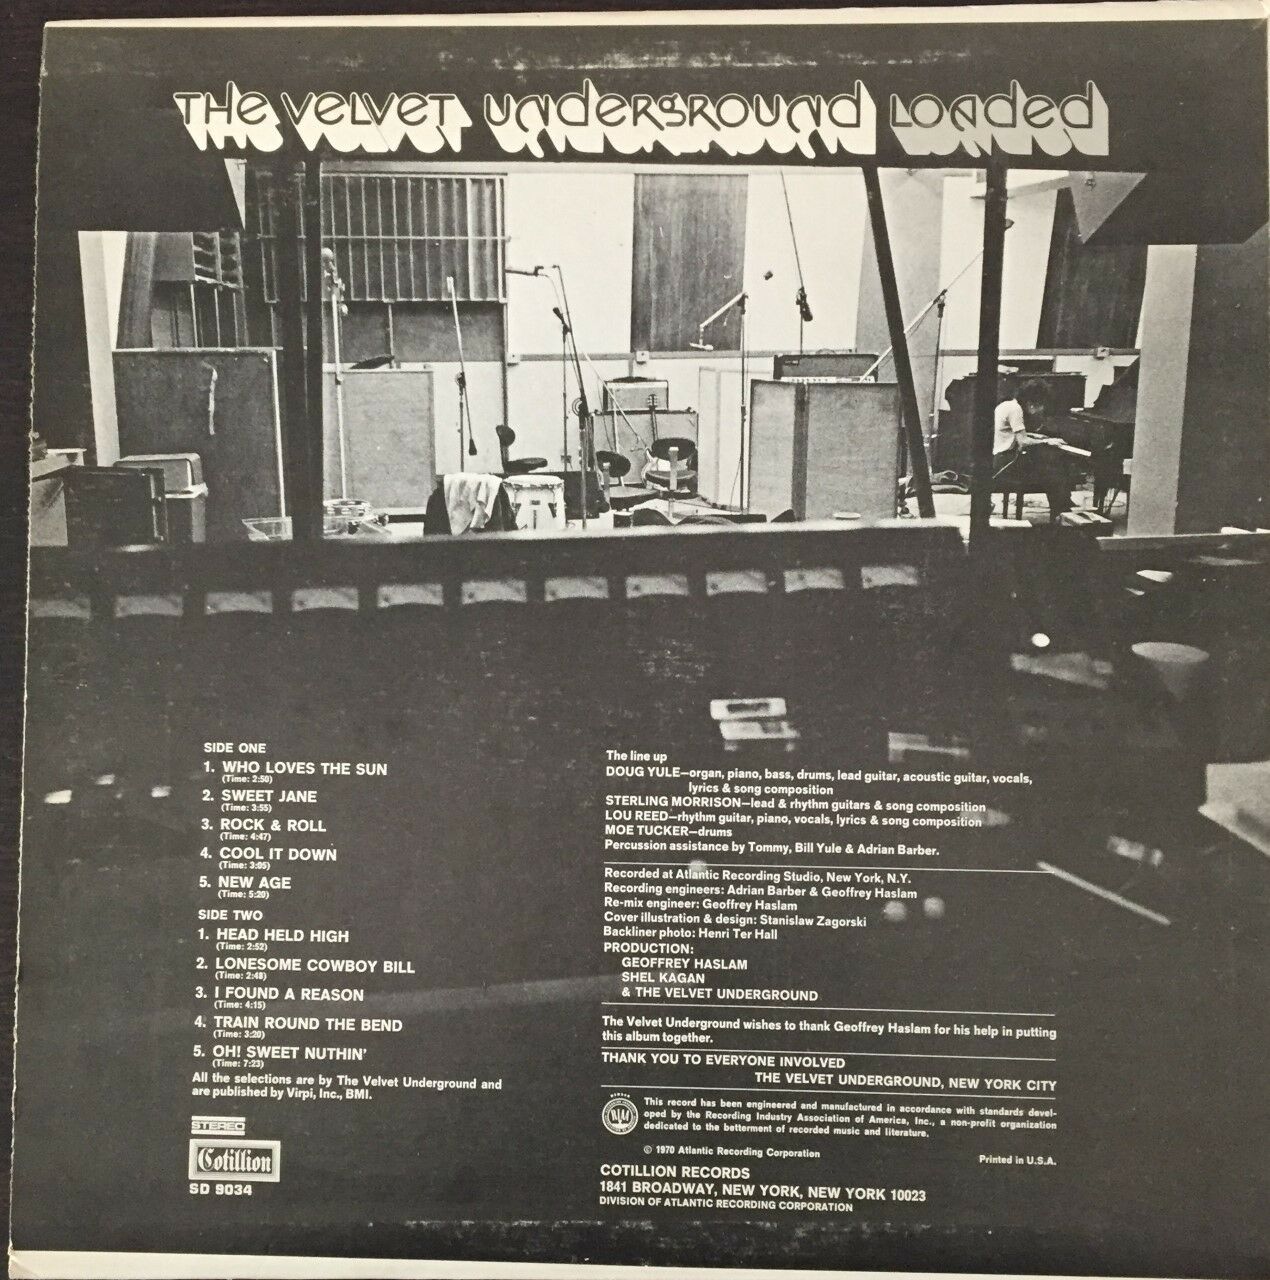 THE VELVET UNDERGROUND LOADED
SIDE ONE
1. WHO LOVES THE SUN
(Time: 2:50)
2. SWEET JANE
(Time: 3:55)
3. ROCK & ROLL
(Time: 4:47)
4. COOL IT DOWN
(Time: 3:05)
5. NEW AGE
(Time: 5:20)
SIDE TWO
1. HEAD HELD HIGH
(Time: 2:52)
2. LONESOME COWBOY BILL
(Time: 2:48)
3. I FOUND A REASON
(Time: 4:15)
4. TRAIN ROUND THE BEND
(Time: 3:20)
5. OH! SWEET NUTHIN'
(Time: 7:23)
All the selections are by The Velvet Underground and
are published by Virpi, Inc., BMI.
STEREO
Cotillion
SD 9034
The line up
DOUG YULE—organ, piano, bass, drums, lead guitar, acoustic guitar, vocals,
lyrics & song composition
STERLING MORRISON—lead & rhythm guitars & song composition
LOU REED—rhythm guitar, piano, vocals, lyrics & song composition
MOE TUCKER—drums
Percussion assistance by Tommy, Bill Yule & Adrian Barber.
Recorded at Atlantic Recording Studio, New York, N.Y.
Recording engineers: Adrian Barber & Geoffrey Haslam
Re-mix engineer: Geoffrey Haslam
Cover illustration & design: Stanislaw Zagorski
Backliner photo: Henri Ter Hall
PRODUCTION:
GEOFFREY HASLAM
SHEL KAGAN
& THE VELVET UNDERGROUND
The Velvet Underground wishes to thank Geoffrey Haslam for his help in putting
this album together.
THANK YOU TO EVERYONE INVOLVED
THE VELVET UNDERGROUND, NEW YORK CITY
This record has been engineered and manufactured in accordance with standards devel-
oped by the Recording Industry Association of America, Inc., a non-profit organization
dedicated to the betterment of recorded music and literature.
© 1970 Atlantic Recording Corporation
Printed in U.S.A.
COTILLION RECORDS
1841 BROADWAY, NEW YORK, NEW YORK 10023
DIVISION OF ATLANTIC RECORDING CORPORATION